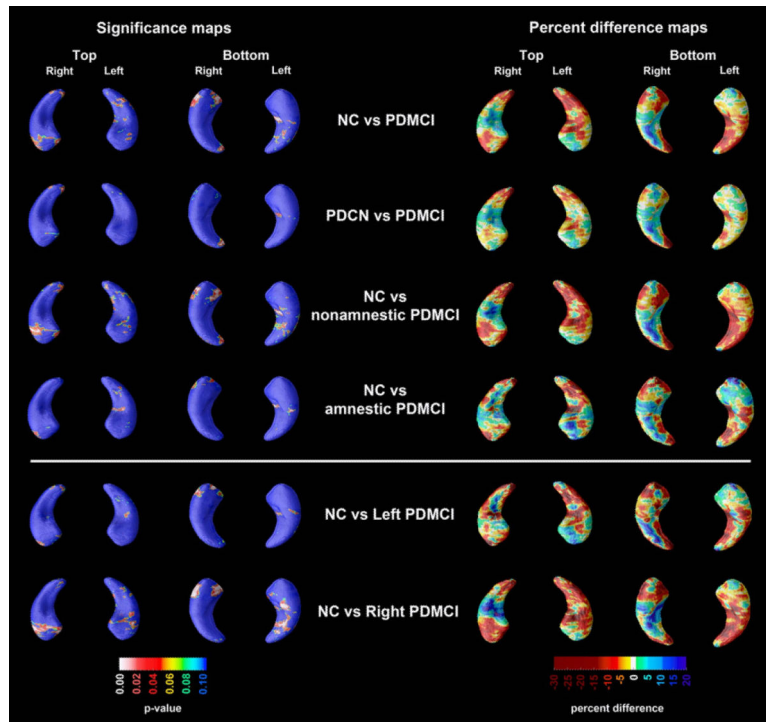 Significance maps
Percent difference maps
Top
Bottom
Top
Bottom
Right
Left
Right
Left
Right
Left
Right
Left
NC vs PDMCI
PDCN vs PDMCI
NC vs
nonamnestic PDMCI
NC vs
amnestic PDMCI
NC vs Left PDMCI
NC vs Right PDMCI
0.00
0.02
0.04
0.06
0.08
0.10
p-value
-30
-25
-20
-15
-10
-5
0
5
10
15
20
percent difference